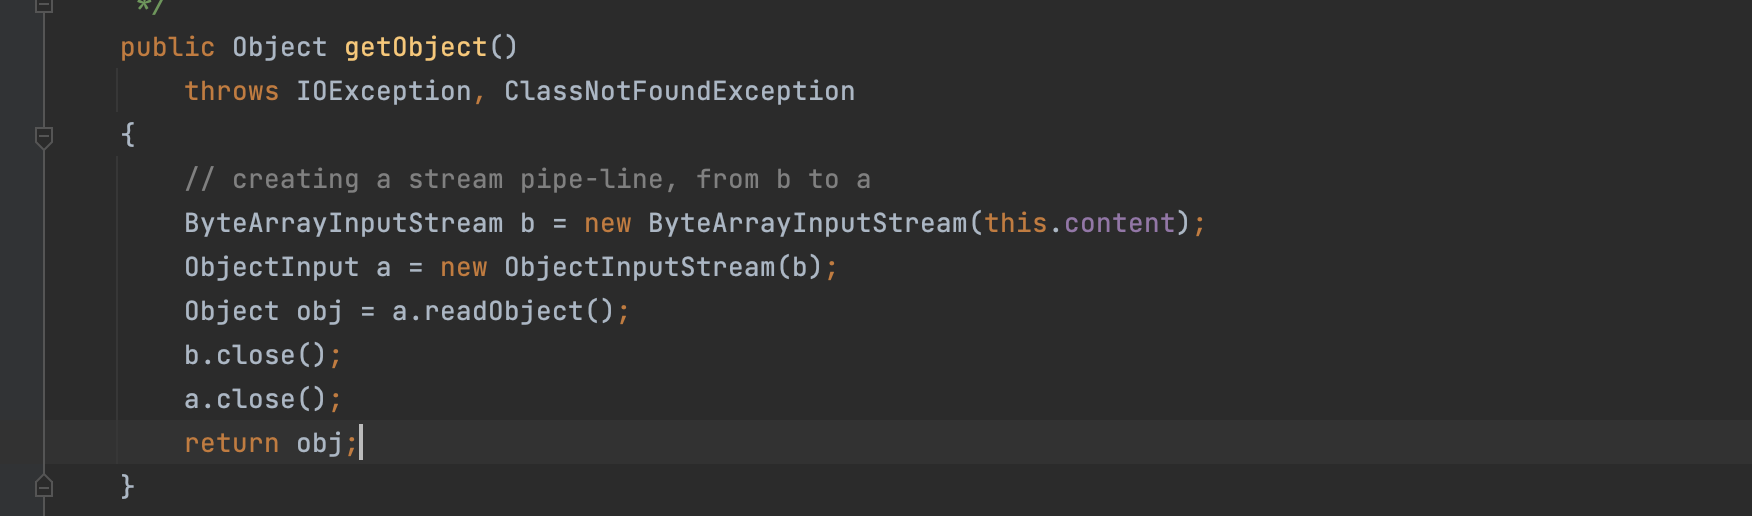 */
public Object getObject()
throws IOException, ClassNotFoundException
{
// creating a stream pipe-line, from b to a
ByteArrayInputStream b = new ByteArrayInputStream(this.content);
ObjectInput a = new ObjectInputStream(b);
Object obj = a.readObject();
b.close();
a.close();
return obj;
}